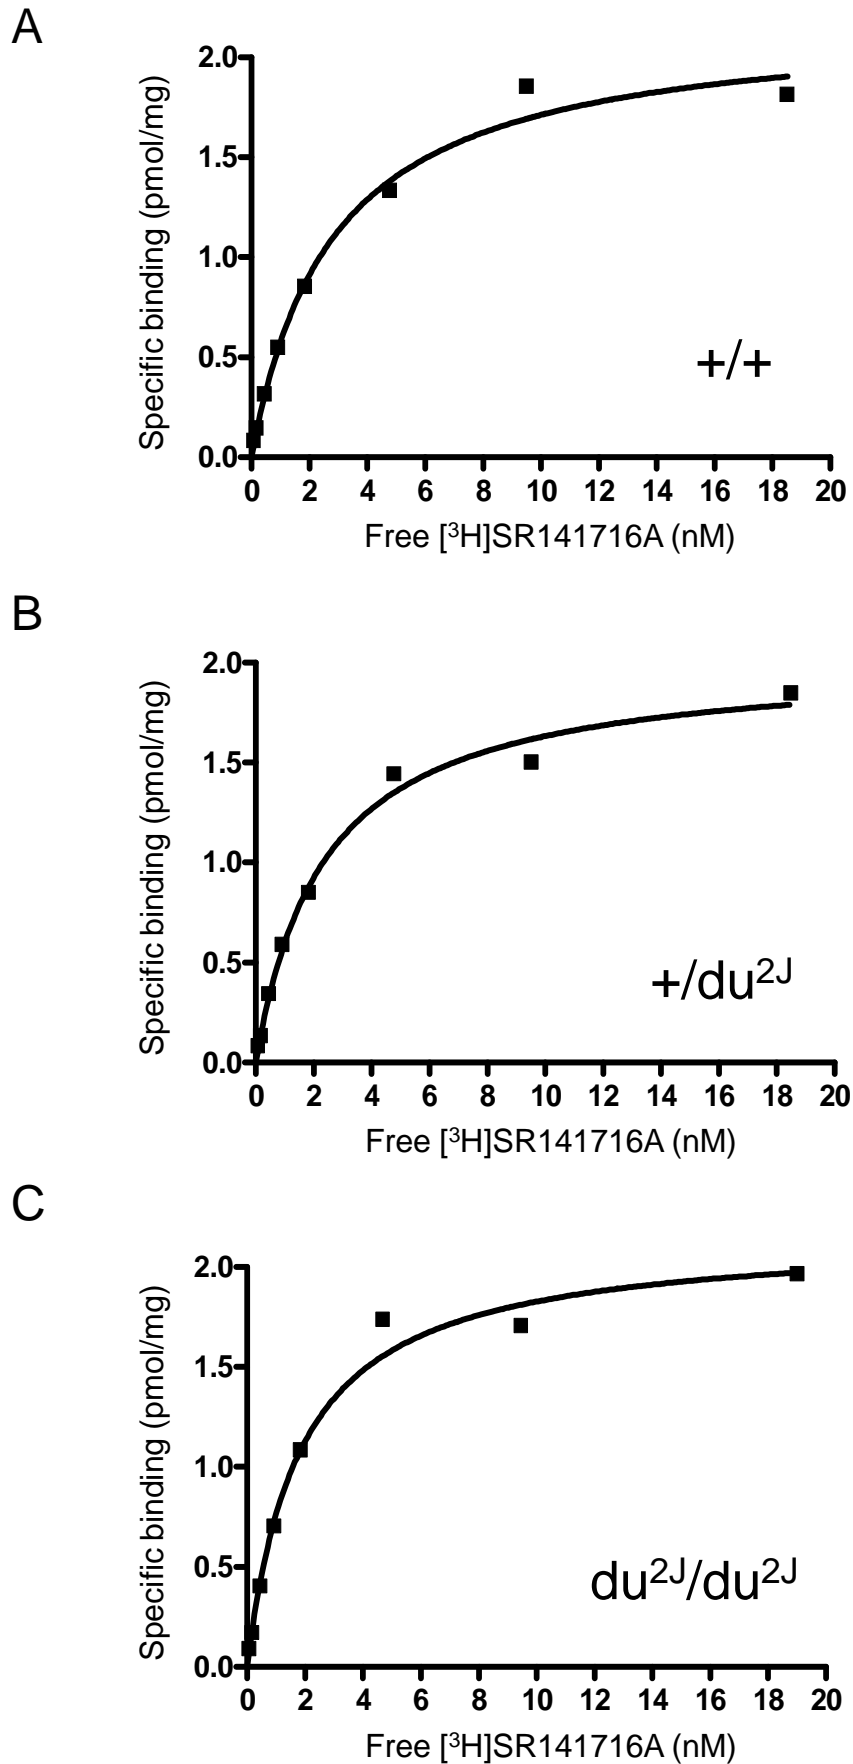 A
Specific binding (pmol/mg)
2.0
1.5
1.0
0.5
0.0
+/+
0 2 4 6 8 10 12 14 16 18 20
Free [³H]SR141716A (nM)
B
Specific binding (pmol/mg)
2.0
1.5
1.0
0.5
0.0
+/du²ᴶ
0 2 4 6 8 10 12 14 16 18 20
Free [³H]SR141716A (nM)
C
Specific binding (pmol/mg)
2.0
1.5
1.0
0.5
0.0
du²ᴶ/du²ᴶ
0 2 4 6 8 10 12 14 16 18 20
Free [³H]SR141716A (nM)